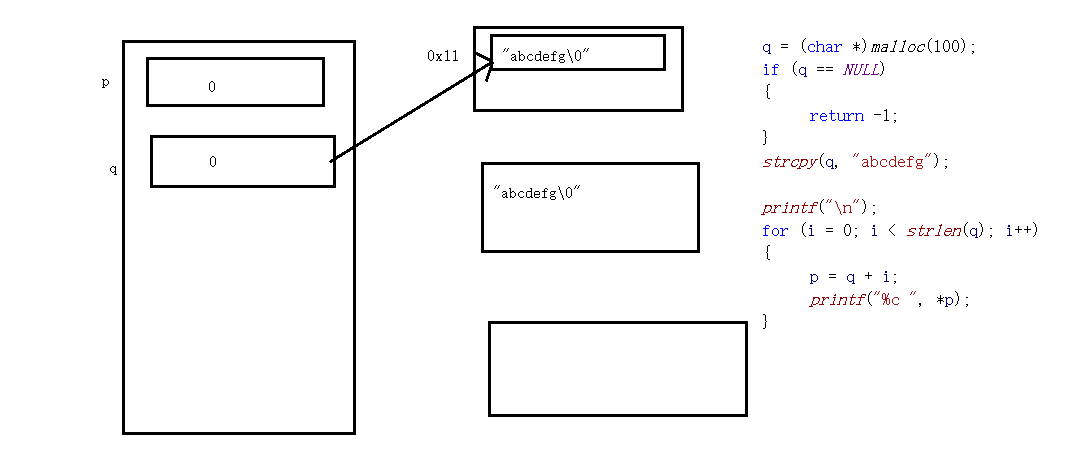 p
0
q
0
0x11
"abcdefg\0"
"abcdefg\0"
q = (char *)malloc(100);
if (q == NULL)
{
return -1;
}
strcpy(q, "abcdefg");
printf("\n");
for (i = 0; i < strlen(q); i++)
{
p = q + i;
printf("%c ", *p);
}